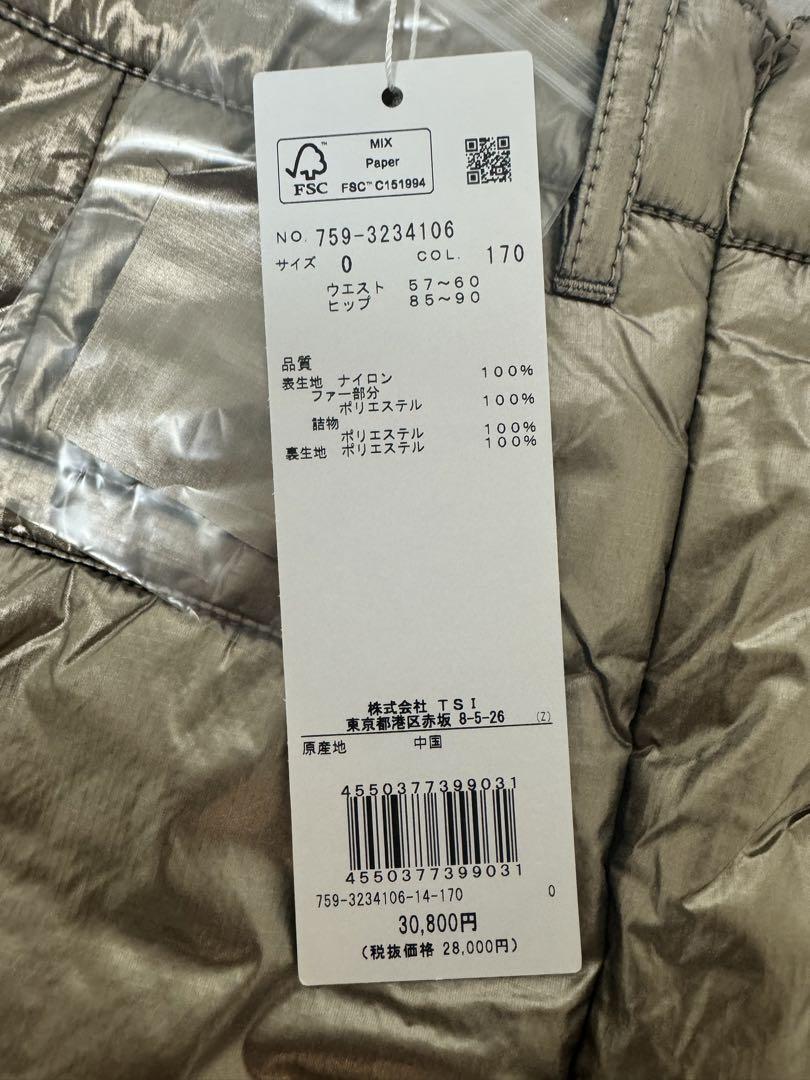 MIX
Paper
FSC™ C151994
FSC™
NO. 759-3234106
サイズ 0 COL. 170
ウエスト 57〜60
ヒップ 85〜90
品質
表生地 ナイロン 100%
ファー部分
ポリエステル 100%
詰物
ポリエステル 100%
裏生地 ポリエステル 100%
株式会社 TSI
東京都港区赤坂 8-5-26 (Z)
原産地 中国
4550377399031
4550377399031
759-3234106-14-170 0
30,800円
(税抜価格 28,000円)